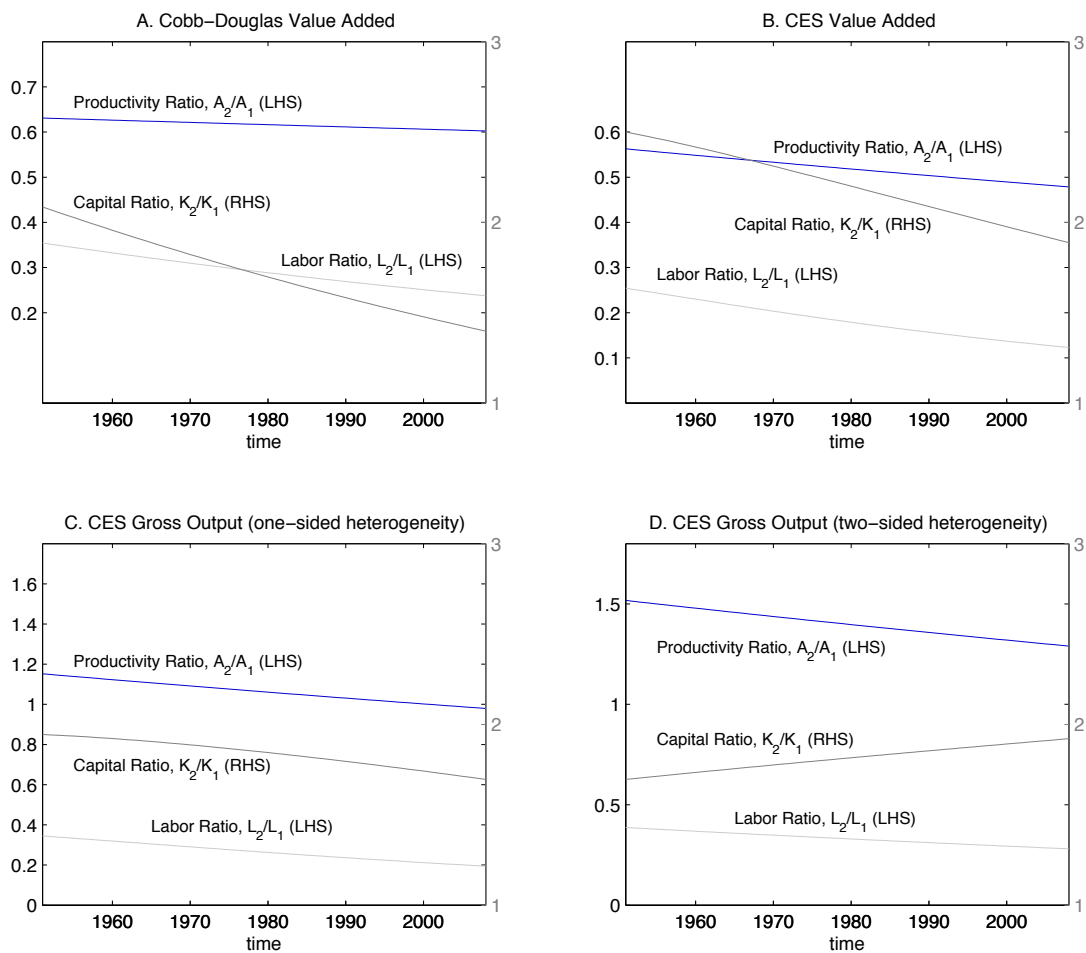 A. Cobb−Douglas Value Added
3
0.7
Productivity Ratio, A2/A1 (LHS)
0.6
0.5
Capital Ratio, K2/K1 (RHS)
0.4
2
Labor Ratio, L2/L1 (LHS)
0.3
0.2
1
1960 1970 1980 1990 2000
time
B. CES Value Added
3
0.6
Productivity Ratio, A2/A1 (LHS)
0.5
Capital Ratio, K2/K1 (RHS)
0.4
2
0.3
Labor Ratio, L2/L1 (LHS)
0.2
0.1
1
1960 1970 1980 1990 2000
time
C. CES Gross Output (one−sided heterogeneity)
3
1.6
1.4
1.2
Productivity Ratio, A2/A1 (LHS)
1
2
0.8
Capital Ratio, K2/K1 (RHS)
0.6
0.4
Labor Ratio, L2/L1 (LHS)
0.2
0
1
1960 1970 1980 1990 2000
time
D. CES Gross Output (two−sided heterogeneity)
3
1.5
Productivity Ratio, A2/A1 (LHS)
1
2
Capital Ratio, K2/K1 (RHS)
0.5
Labor Ratio, L2/L1 (LHS)
0
1
1960 1970 1980 1990 2000
time